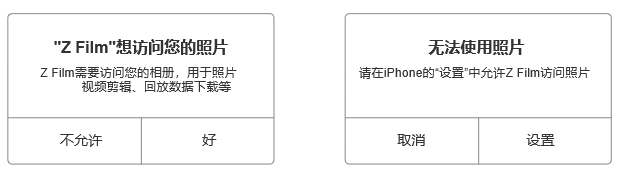 "Z Film"想访问您的照片
Z Film需要访问您的相册，用于照片
视频剪辑、回放数据下载等
不允许
好
无法使用照片
请在iPhone的“设置”中允许Z Film访问照片
取消
设置